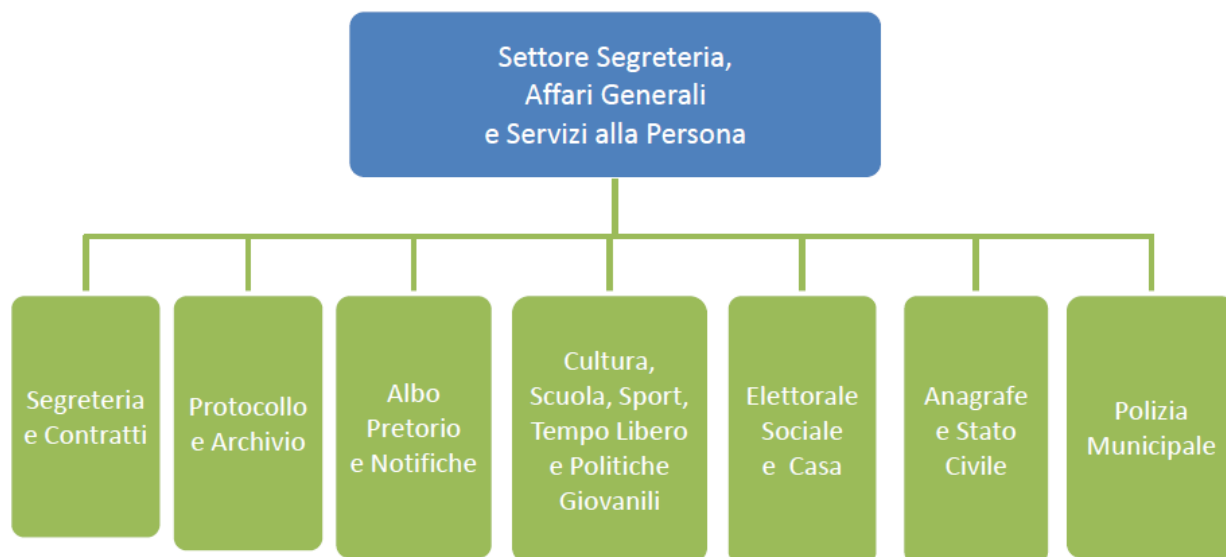 Settore Segreteria,
Affari Generali
e Servizi alla Persona
Segreteria
e Contratti
Protocollo
e Archivio
Albo
Pretorio
e Notifiche
Cultura,
Scuola, Sport,
Tempo Libero
e Politiche
Giovanili
Elettorale
Sociale
e Casa
Anagrafe
e Stato
Civile
Polizia
Municipale